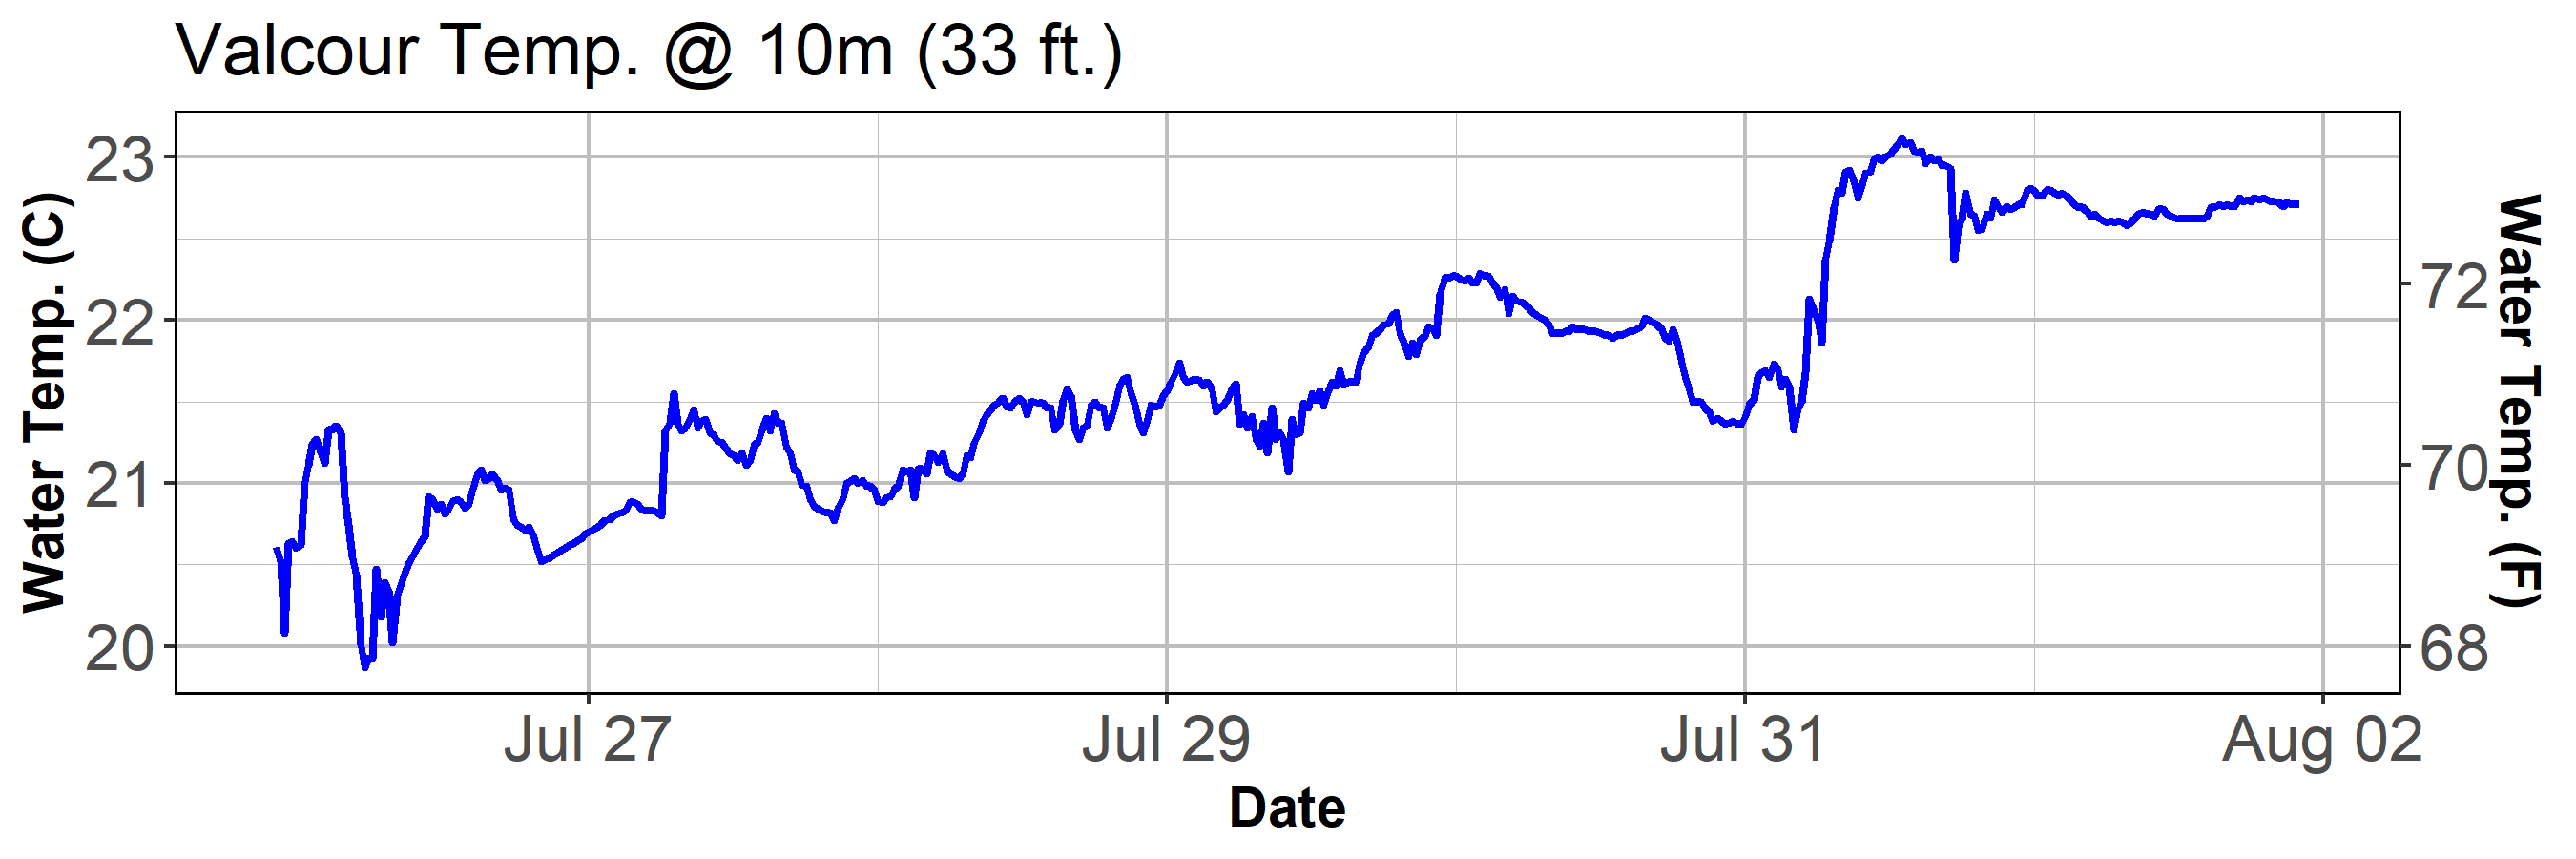 Valcour Temp. @ 10m (33 ft.)
Water Temp. (C)
23
22
21
20
72
70
68
Water Temp. (F)
Jul 27
Jul 29
Jul 31
Aug 02
Date